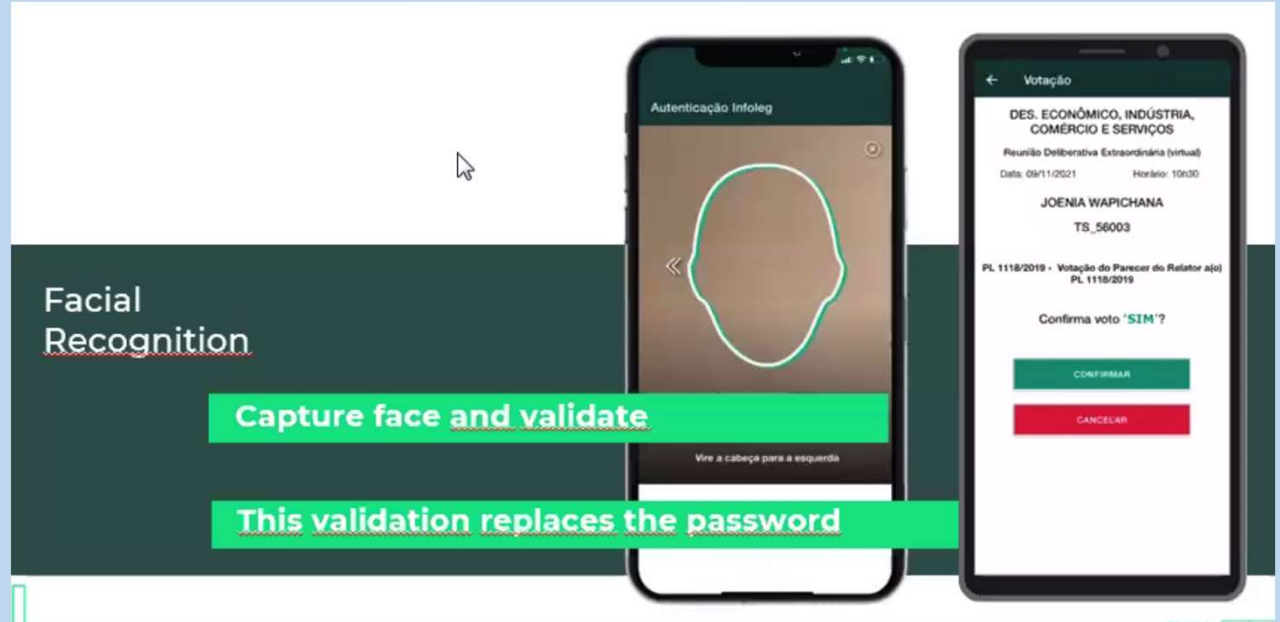 Facial
Recognition
Capture face and validate
This validation replaces the password
Autenticação Infoleg
Vire a cabeça para a esquerda
Votação
DES. ECONÔMICO, INDÚSTRIA,
COMÉRCIO E SERVIÇOS
Reunião Deliberativa Extraordinária (virtual)
Data: 09/11/2021 Horário: 10h30
JOENIA WAPICHANA
TS_56003
PL 1118/2019 - Votação do Parecer do Relator a(o)
PL 1118/2019
Confirma voto 'SIM'?
CONFIRMAR
CANCELAR